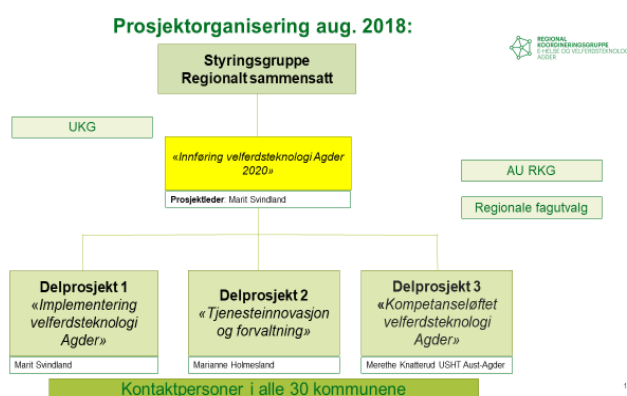 Prosjektorganisering aug. 2018:
REGIONAL
KOORDINERINGSGRUPPE
E-HELSE OG VELFERDSTEKNOLO
AGDER
Styringsgruppe
Regionalt sammensatt
UKG
«Innføring velferdsteknologi Agder
2020»
Prosjektleder: Marit Svindland
AU RKG
Regionale fagutvalg
Delprosjekt 1
«Implementering
velferdsteknologi
Agder»
Marit Svindland
Delprosjekt 2
«Tjenesteinnovasjon
og forvaltning»
Marianne Holmesland
Delprosjekt 3
«Kompetanseløftet
velferdsteknologi
Agder»
Merethe Knatterud USHT Aust-Agder
Kontaktpersoner i alle 30 kommunene
1